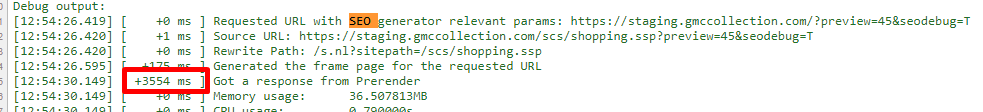 Debug output:
[12:54:26.419] [ +0 ms ] Requested URL with SEO generator relevant params: https://staging.gmccollection.com/?preview=45&seodebug=T
[12:54:26.420] [ +1 ms ] Source URL: https://staging.gmccollection.com/scs/shopping.ssp?preview=45&seodebug=T
[12:54:26.420] [ +0 ms ] Rewrite Path: /s.nl?sitepath=/scs/shopping.ssp
[12:54:26.595] [ +175 ms ] Generated the frame page for the requested URL
[12:54:30.149] [ +3554 ms ] Got a response from Prerender
[12:54:30.149] [ +0 ms ] Memory usage: 36.507813MB
[12:54:30.149] [ +0 ms ] CPU usage: 0.790000s